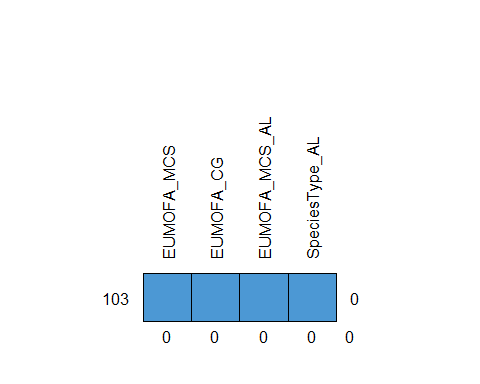 EUMOFA_MCS
EUMOFA_CG
EUMOFA_MCS_AL
SpeciesType_AL
103 0
0 0 0 0 0